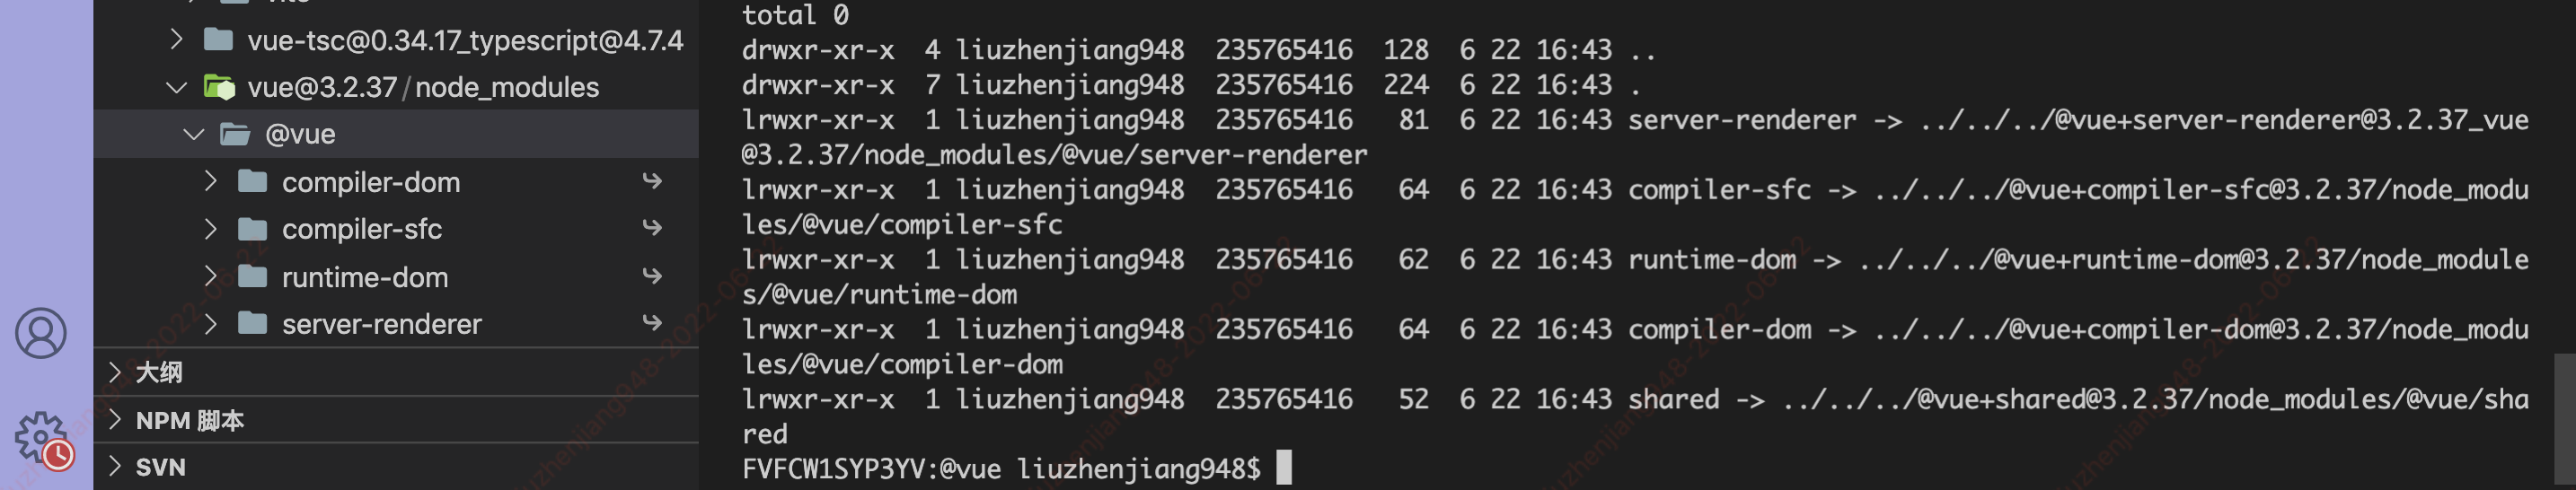 vue-tsc@0.34.17_typescript@4.7.4
vue@3.2.37/node_modules
@vue
compiler-dom
compiler-sfc
runtime-dom
server-renderer
大纲
NPM 脚本
SVN
total 0
drwxr-xr-x  4 liuzhenjiang948  235765416  128  6 22 16:43 ..
drwxr-xr-x  7 liuzhenjiang948  235765416  224  6 22 16:43 .
lrwxr-xr-x  1 liuzhenjiang948  235765416   81  6 22 16:43 server-renderer -> ../../../@vue+server-renderer@3.2.37_vue
@3.2.37/node_modules/@vue/server-renderer
lrwxr-xr-x  1 liuzhenjiang948  235765416   64  6 22 16:43 compiler-sfc -> ../../../@vue+compiler-sfc@3.2.37/node_modu
les/@vue/compiler-sfc
lrwxr-xr-x  1 liuzhenjiang948  235765416   62  6 22 16:43 runtime-dom -> ../../../@vue+runtime-dom@3.2.37/node_module
s/@vue/runtime-dom
lrwxr-xr-x  1 liuzhenjiang948  235765416   64  6 22 16:43 compiler-dom -> ../../../@vue+compiler-dom@3.2.37/node_modu
les/@vue/compiler-dom
lrwxr-xr-x  1 liuzhenjiang948  235765416   52  6 22 16:43 shared -> ../../../@vue+shared@3.2.37/node_modules/@vue/sha
red
FVFCW1SYP3YV:@vue liuzhenjiang948$